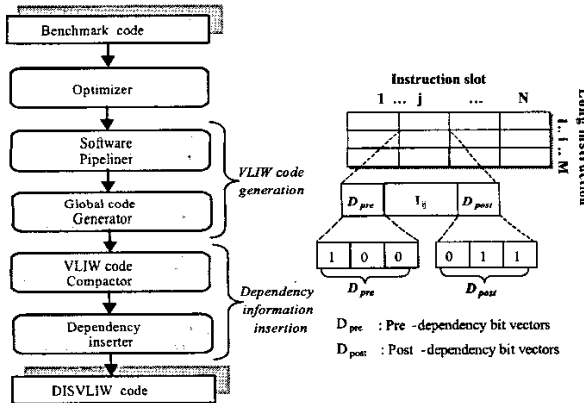 Benchmark code
Optimizer
Software
Pipeliner
Global code
Generator
VLIW code
generation
VLIW code
Compactor
Dependency
inserter
Dependency
information
insertion
DISVLIW code
Instruction slot
1 ... j ... N
Long instruction
1.. i ... M
D pre I ij D post
1 0 0 0 1 1
D pre D post
D pre : Pre -dependency bit vectors
D post : Post -dependency bit vectors